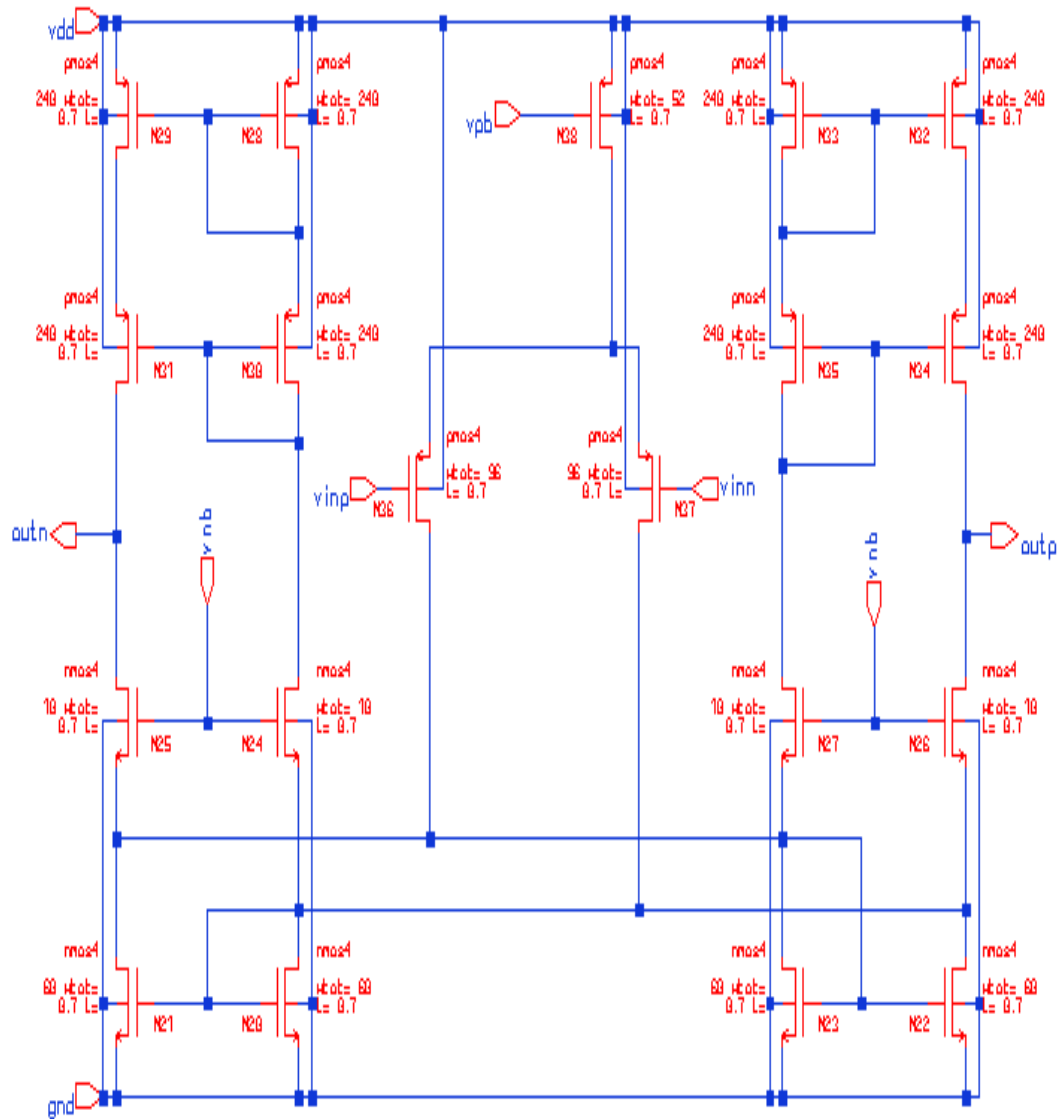 vdd
pmos4 pmos4 pmos4 pmos4 pmos4
240 wtot= wtot= 240 wtot= 52 240 wtot= wtot= 240
0.7 L= L= 0.7 L= 0.7 0.7 L= L= 0.7
vpb
N29 N28 N38 N33 N32
pmos4 pmos4 pmos4 pmos4
240 wtot= wtot= 240 240 wtot= wtot= 240
0.7 L= L= 0.7 0.7 L= L= 0.7
N31 N30 N35 N34
pmos4 pmos4
wtot= 96 96 wtot=
L= 0.7 0.7 L=
vinp vinn
N36 N37
outn vnb vnb outp
nmos4 nmos4 nmos4 nmos4
10 wtot= wtot= 10 10 wtot= wtot= 10
0.7 L= L= 0.7 0.7 L= L= 0.7
N25 N24 N27 N26
nmos4 nmos4 nmos4 nmos4
60 wtot= wtot= 60 60 wtot= wtot= 60
0.7 L= L= 0.7 0.7 L= L= 0.7
N21 N20 N23 N22
gnd